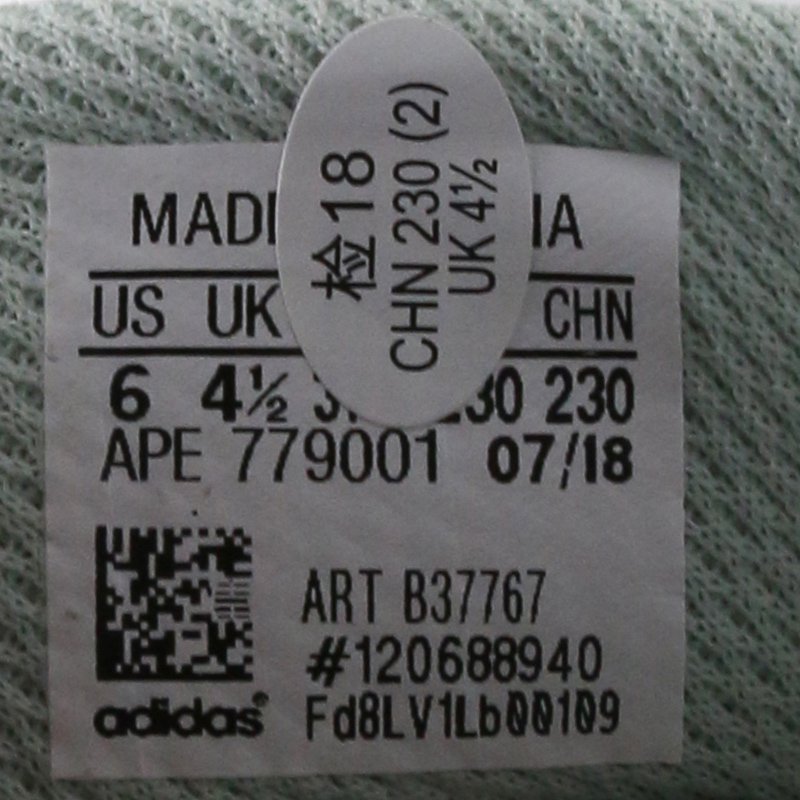 MADE
US UK CHN
6 4½ 230 230
APE 779001 07/18
ART B37767
#120688940
adidas® Fd8LV1Lb00109
检18
CHN 230 (2)
UK 4½